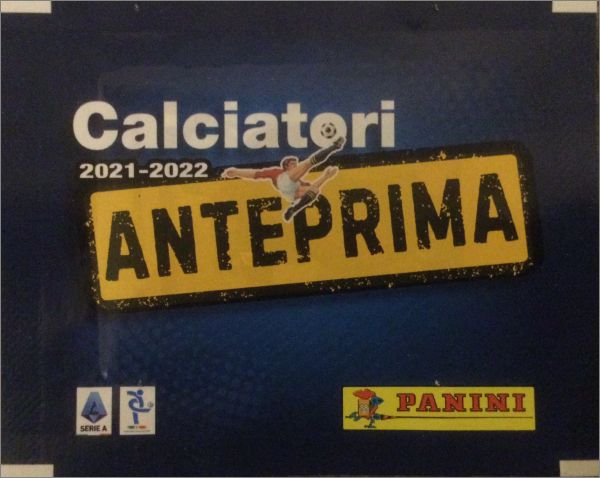 Calciatori
2021-2022
ANTEPRIMA
SERIE A
PANINI